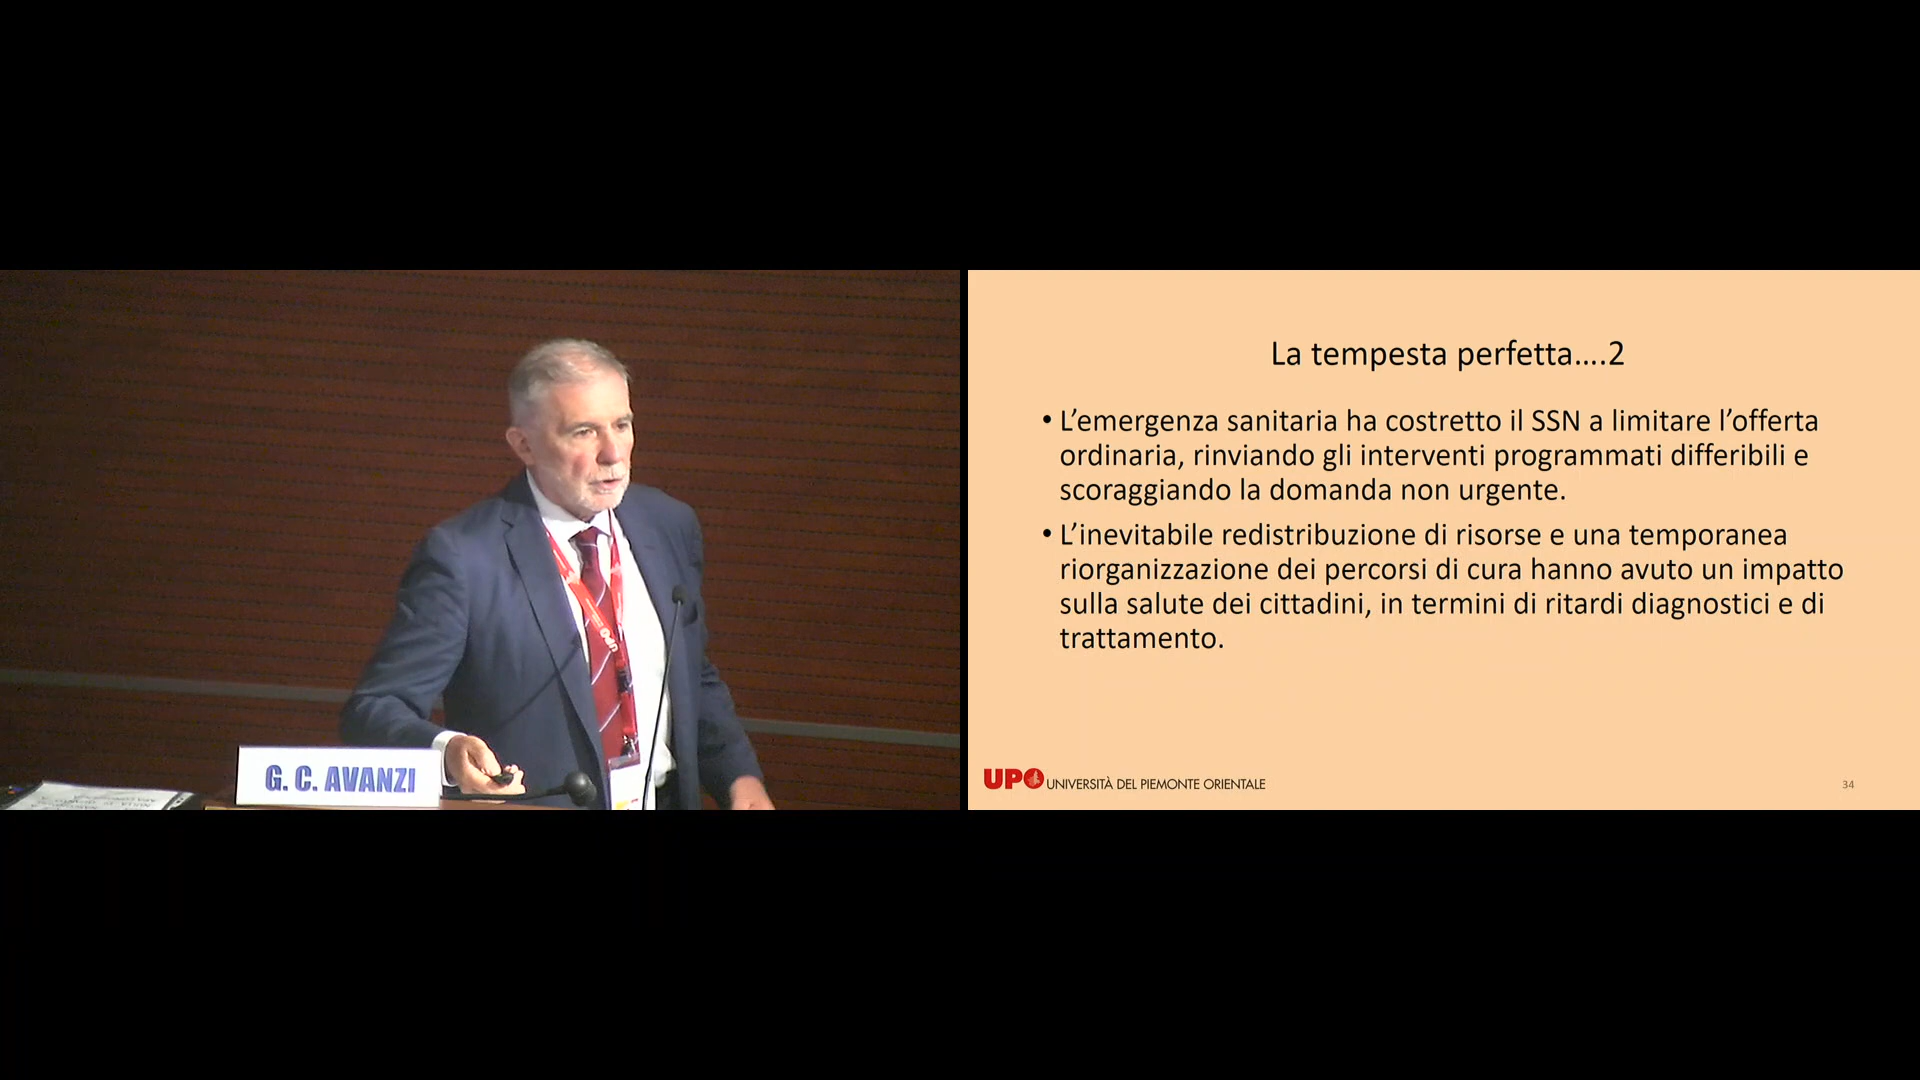 G. C. AVANZI
La tempesta perfetta....2
• L'emergenza sanitaria ha costretto il SSN a limitare l'offerta
ordinaria, rinviando gli interventi programmati differibili e
scoraggiando la domanda non urgente.
• L'inevitabile redistribuzione di risorse e una temporanea
riorganizzazione dei percorsi di cura hanno avuto un impatto
sulla salute dei cittadini, in termini di ritardi diagnostici e di
trattamento.
UPO UNIVERSITÀ DEL PIEMONTE ORIENTALE
34